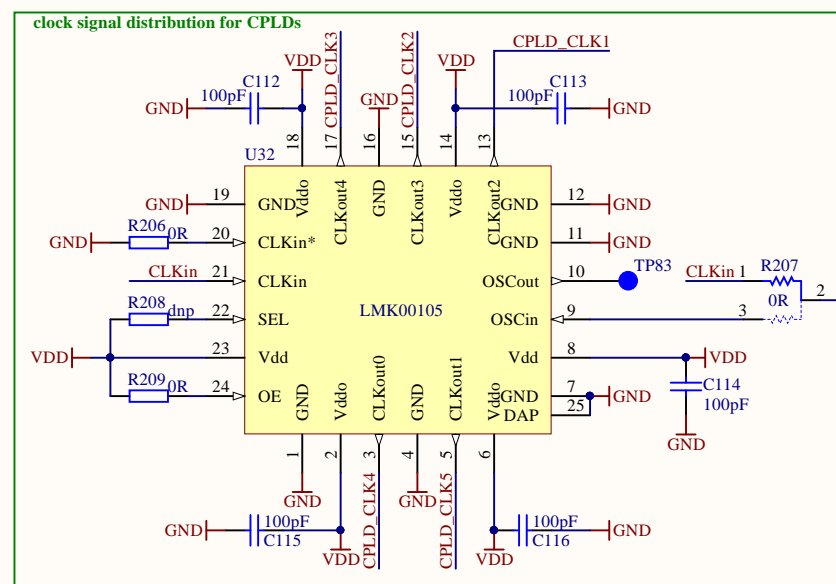 clock signal distribution for CPLDs
CPLD_CLK3
CPLD_CLK2
CPLD_CLK1
VDD
VDD
C112
100pF
GND
GND
C113
100pF
GND
18
17
16
15
14
13
U32
Vddo
CLKout4
GND
CLKout3
Vddo
CLKout2
GND
19
GND
GND
12
GND
R206
0R
GND
20
CLKin*
GND
11
GND
CLKin
21
CLKin
OSCout
10
TP83
CLKin
1
R207
0R
2
R208
dnp
22
SEL
LMK00105
OSCin
9
3
VDD
23
Vdd
Vdd
8
VDD
R209
0R
24
OE
GND
7
GND
DAP
25
C114
100pF
GND
GND
Vddo
CLKout0
GND
CLKout1
Vddo
1
2
3
4
5
6
GND
CPLD_CLK4
GND
CPLD_CLK5
GND
100pF
C115
VDD
VDD
100pF
C116
GND